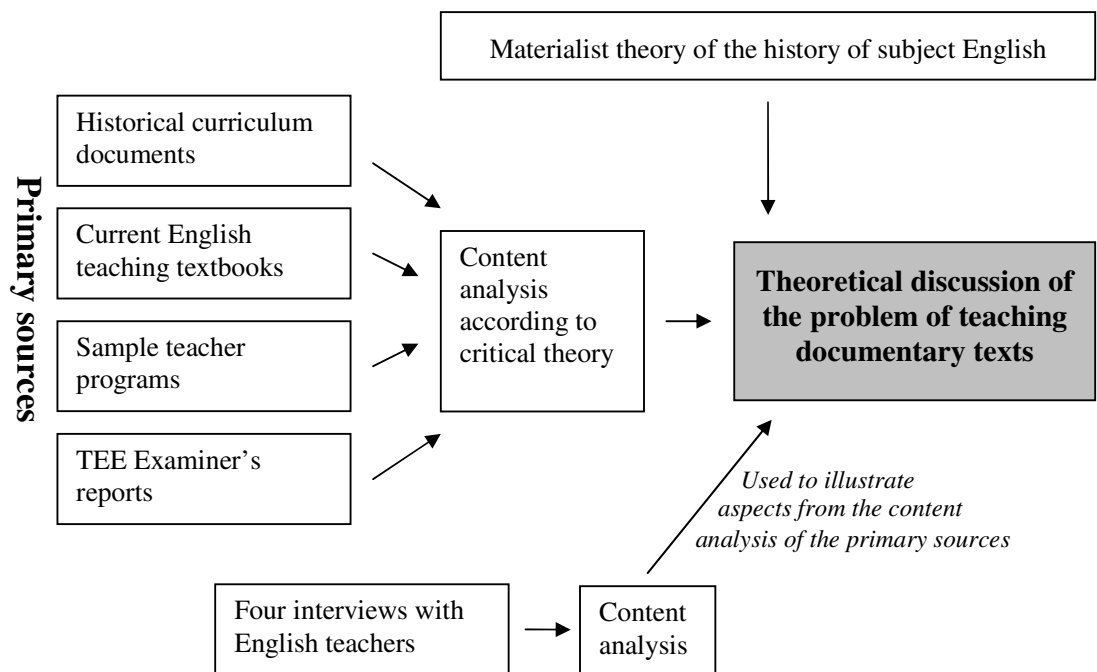 Materialist theory of the history of subject English
Primary sources
Historical curriculum
documents
Current English
teaching textbooks
Sample teacher
programs
TEE Examiner's
reports
Content
analysis
according to
critical theory
Theoretical discussion of
the problem of teaching
documentary texts
Used to illustrate
aspects from the content
analysis of the primary sources
Four interviews with
English teachers
Content
analysis